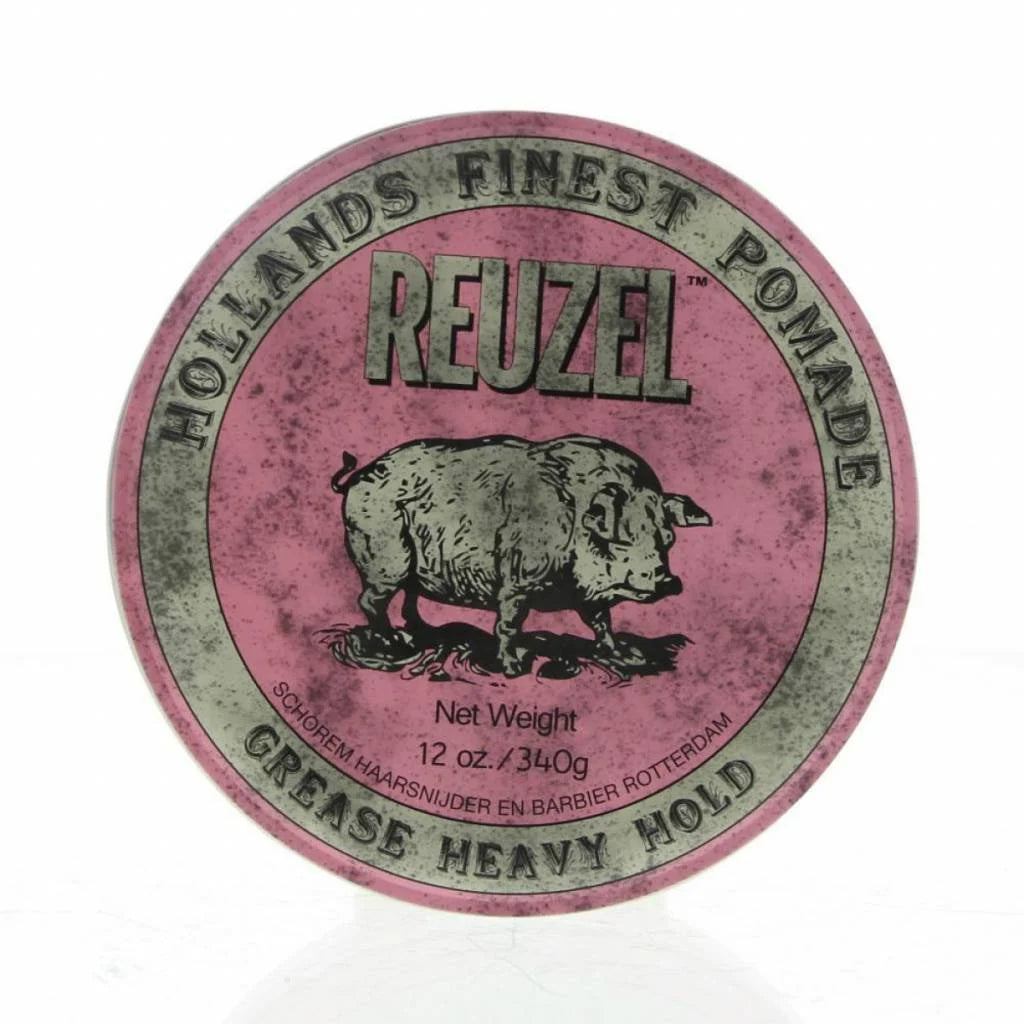 HOLLANDS FINEST POMADE
REUZEL™
Net Weight
12 oz./340g
SCHOREM HAARSNIJDER EN BARBIER ROTTERDAM
GREASE HEAVY HOLD